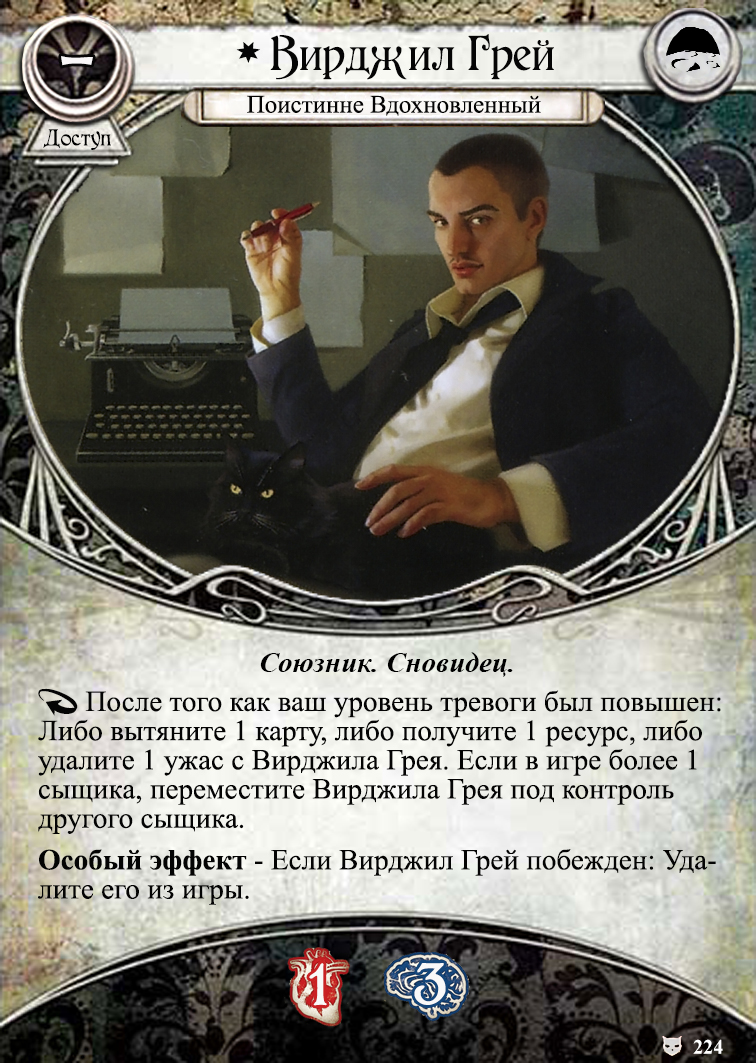 Вирджил Грей
Поистинне Вдохновленный
Доступ
Союзник. Сновидец.
После того как ваш уровень тревоги был повышен:
Либо вытяните 1 карту, либо получите 1 ресурс, либо
удалите 1 ужас с Вирджила Грея. Если в игре более 1
сыщика, переместите Вирджила Грея под контроль
другого сыщика.
Особый эффект - Если Вирджил Грей побежден: Уда-
лите его из игры.
1
3
224